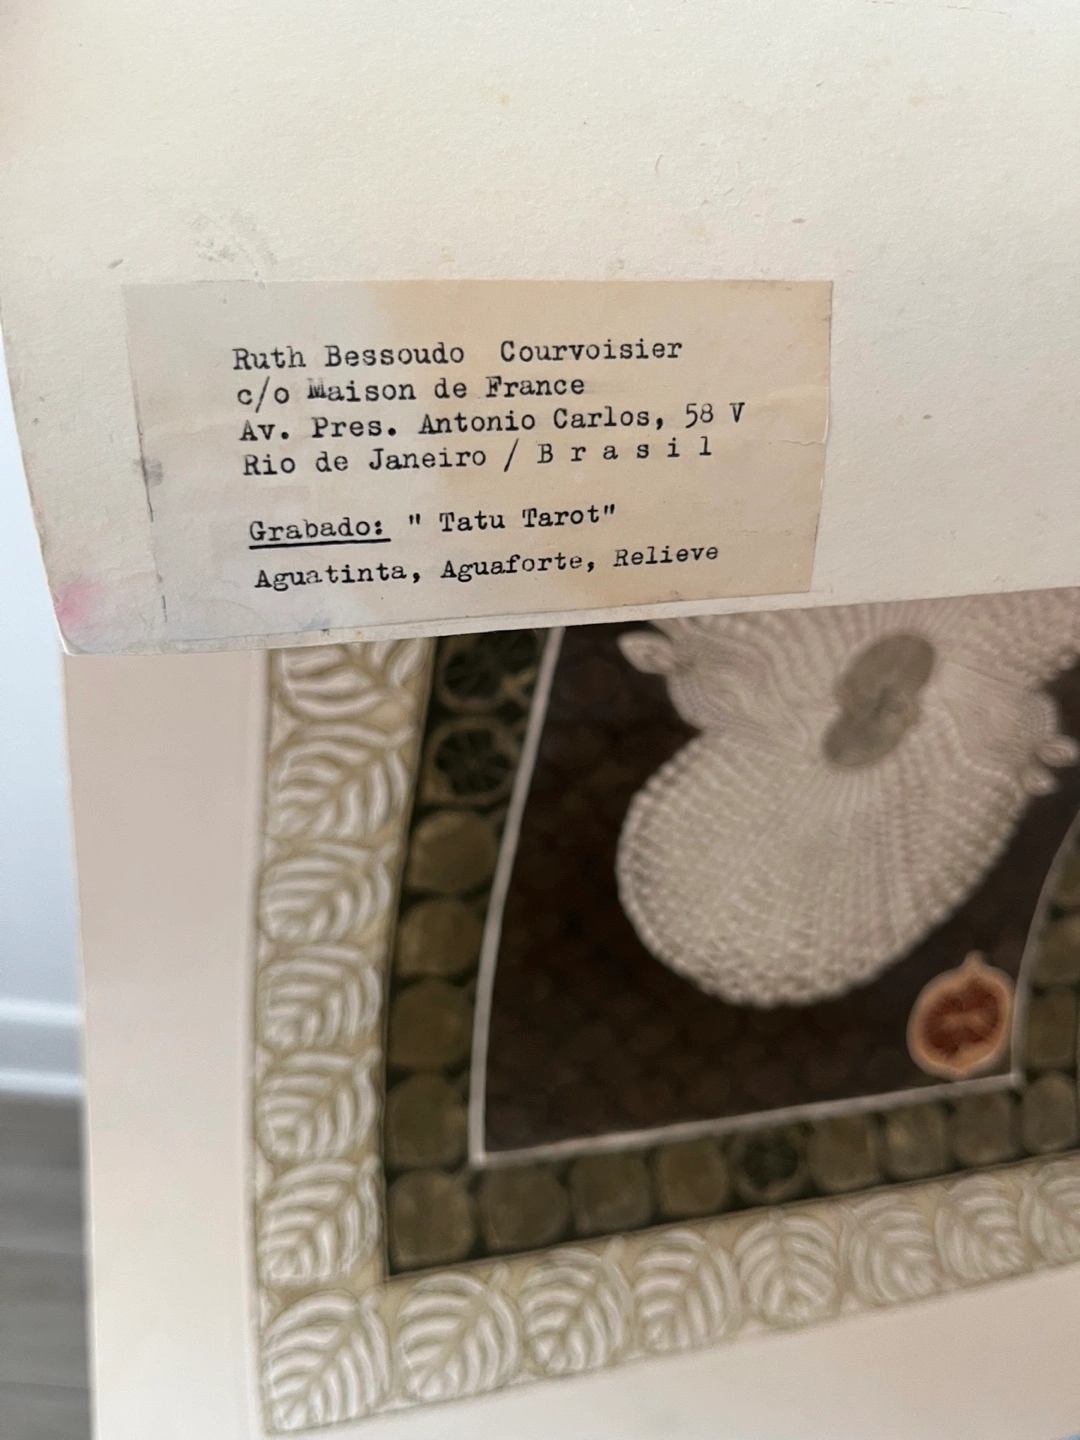 Ruth Bessoudo Courvoisier
c/o Maison de France
Av. Pres. Antonio Carlos, 58 V
Rio de Janeiro / B r a s i l
Grabado: " Tatu Tarot"
Aguatinta, Aguaforte, Relieve